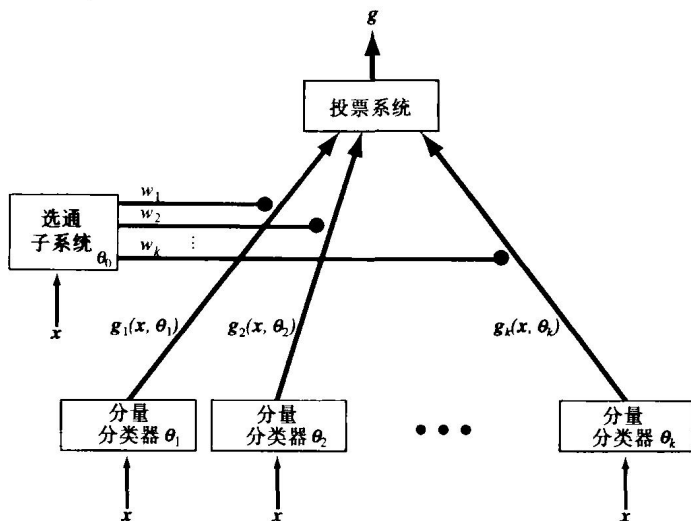 g
投票系统
w₁
选通
子系统
θ₀
w₂
⋮
wₖ
x
g₁(x, θ₁)
g₂(x, θ₂)
gₖ(x, θₖ)
分量
分类器 θ₁
分量
分类器 θ₂
• • •
分量
分类器 θₖ
x
x
x